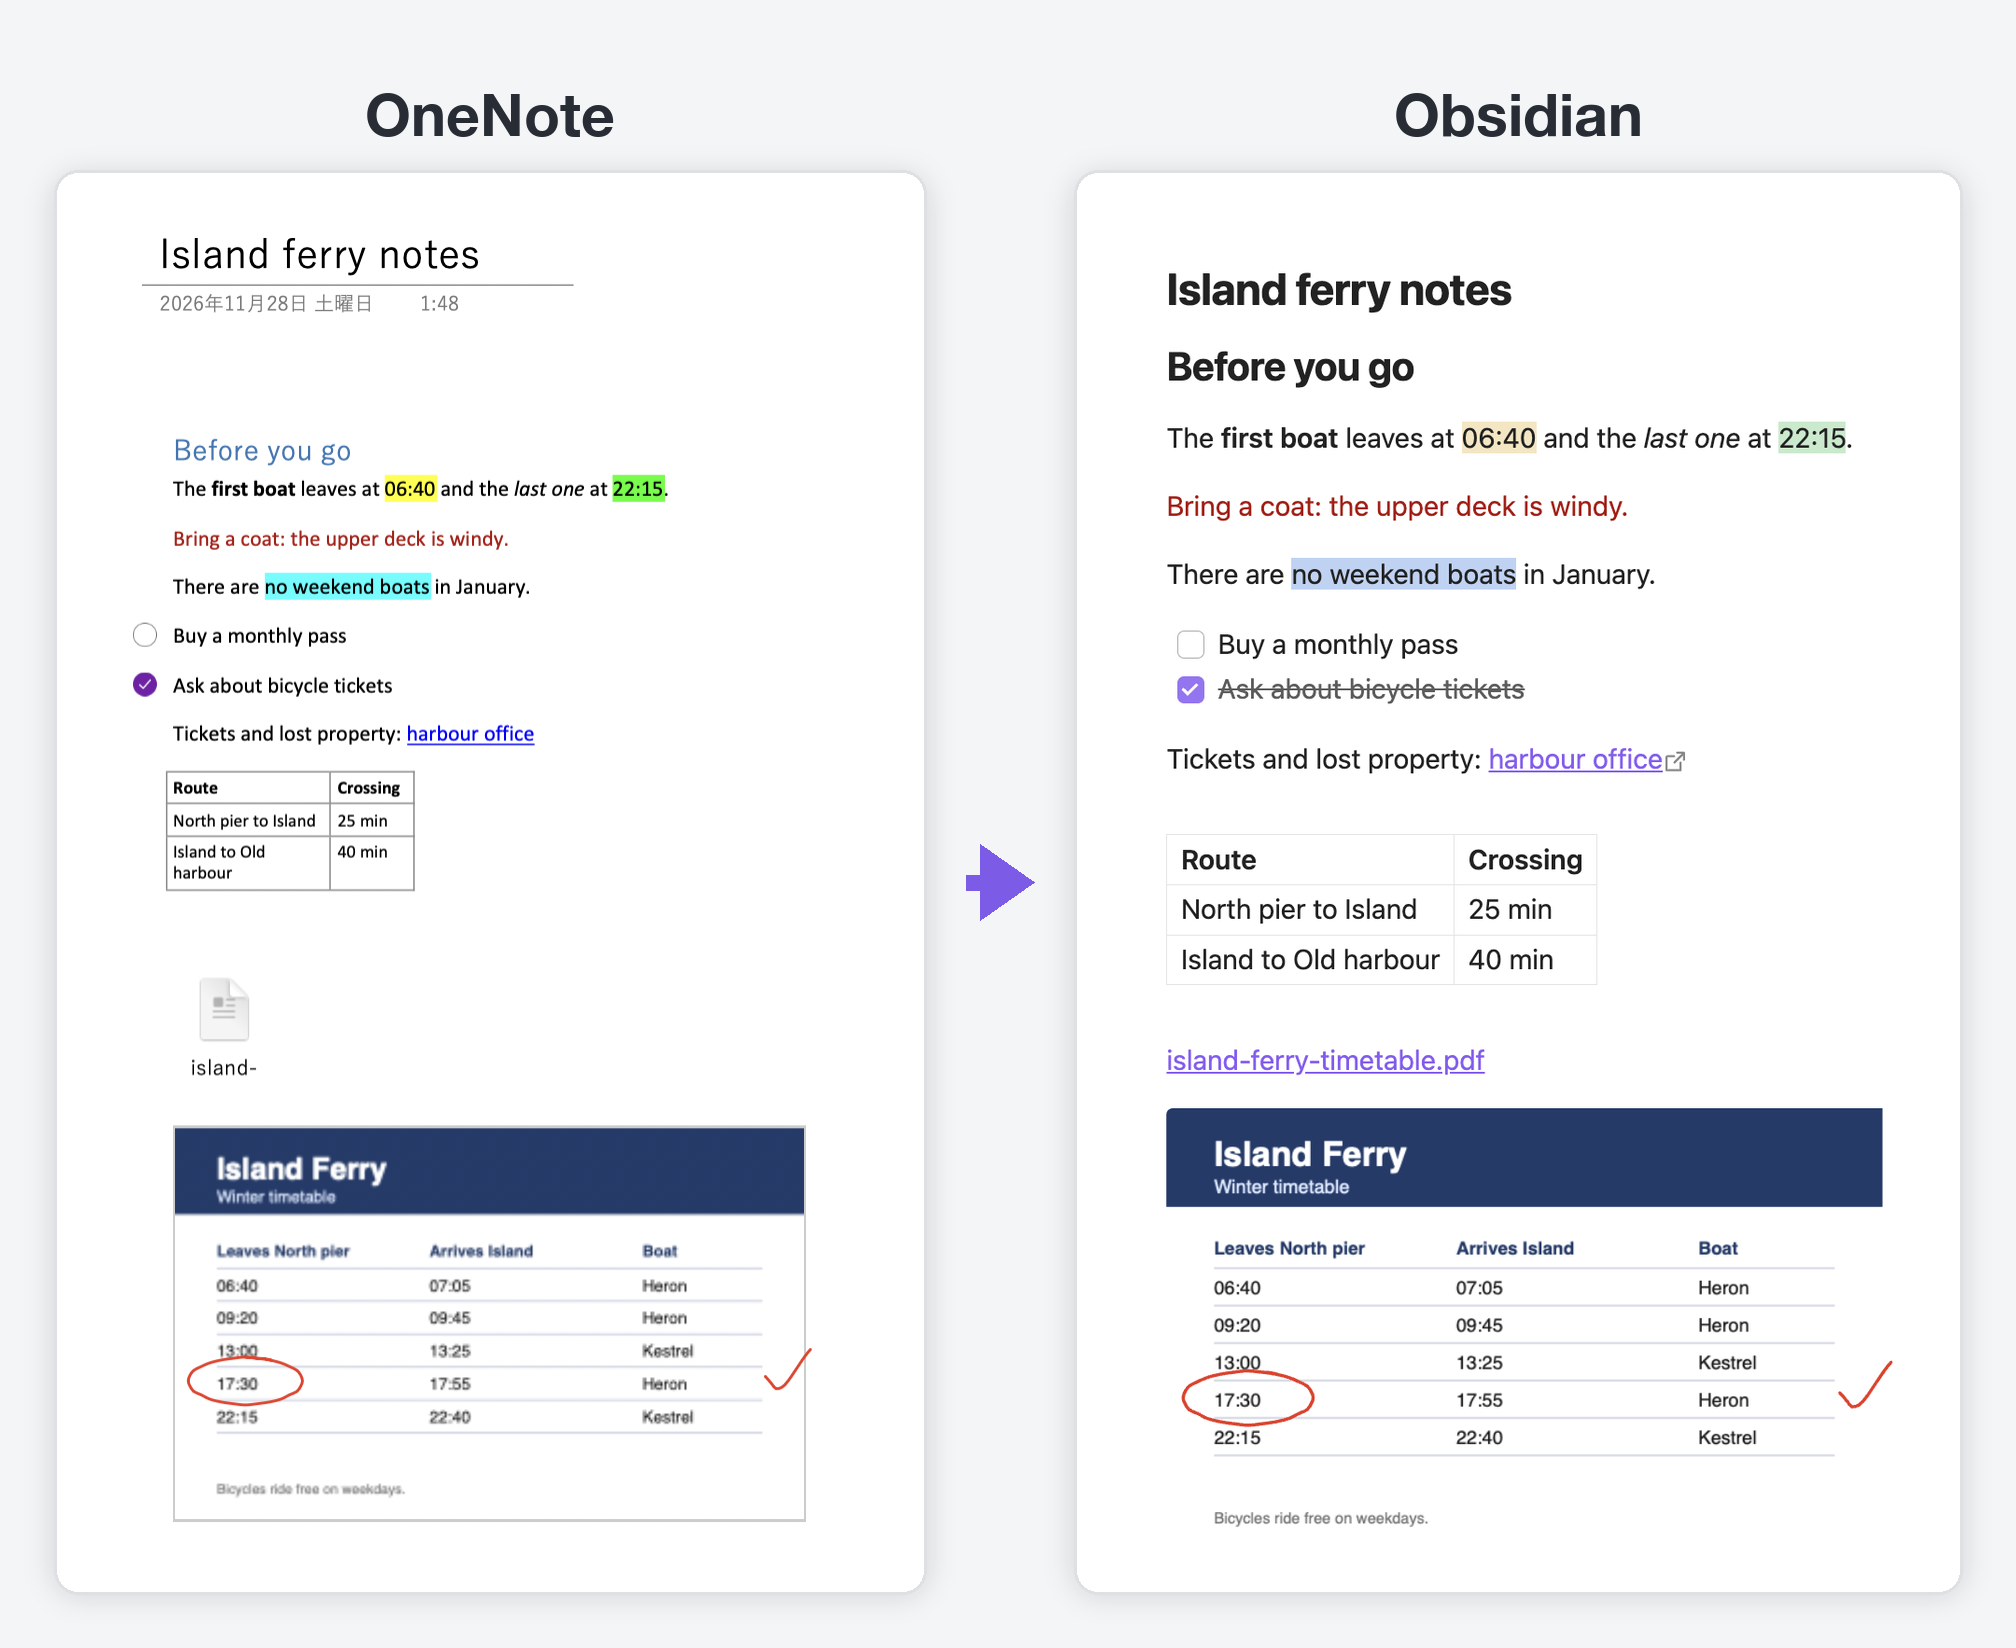 OneNote
Island ferry notes
2026年11月28日 土曜日 1:48
Before you go
The first boat leaves at 06:40 and the last one at 22:15.
Bring a coat: the upper deck is windy.
There are no weekend boats in January.
Buy a monthly pass
Ask about bicycle tickets
Tickets and lost property: harbour office
Route Crossing
North pier to Island 25 min
Island to Old 40 min
harbour
island-
Island Ferry
Winter timetable
Leaves North pier Arrives Island Boat
06:40 07:05 Heron
09:20 09:45 Heron
13:00 13:25 Kestrel
17:30 17:55 Heron
22:15 22:40 Kestrel
Bicycles ride free on weekdays.
Obsidian
Island ferry notes
Before you go
The first boat leaves at 06:40 and the last one at 22:15.
Bring a coat: the upper deck is windy.
There are no weekend boats in January.
Buy a monthly pass
Ask about bicycle tickets
Tickets and lost property: harbour office
Route Crossing
North pier to Island 25 min
Island to Old harbour 40 min
island-ferry-timetable.pdf
Island Ferry
Winter timetable
Leaves North pier Arrives Island Boat
06:40 07:05 Heron
09:20 09:45 Heron
13:00 13:25 Kestrel
17:30 17:55 Heron
22:15 22:40 Kestrel
Bicycles ride free on weekdays.